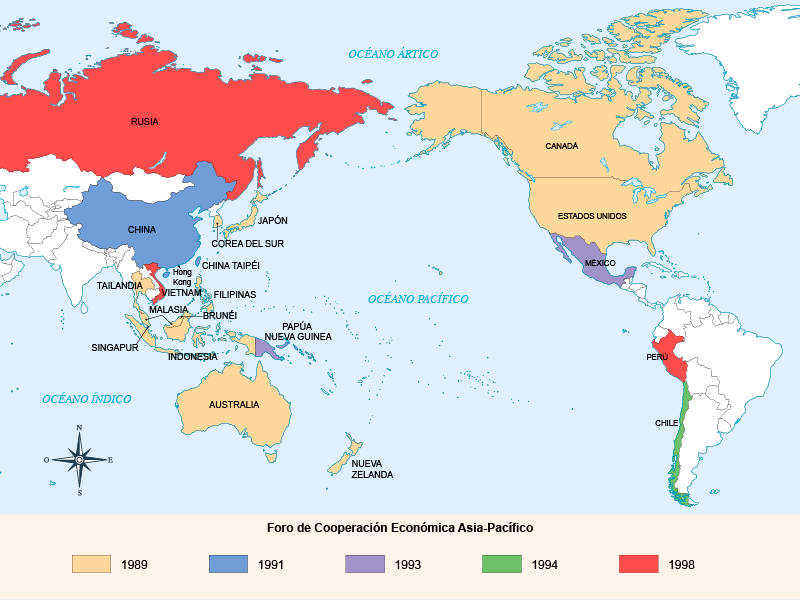 OCÉANO ÁRTICO
RUSIA
CANADÁ
ESTADOS UNIDOS
JAPÓN
CHINA
COREA DEL SUR
CHINA TAIPÉI
MÉXICO
Hong
Kong
TAILANDIA
VIETNAM
FILIPINAS
OCÉANO PACÍFICO
MALASIA
BRUNÉI
PAPÚA
NUEVA GUINEA
SINGAPUR
INDONESIA
PERÚ
OCÉANO ÍNDICO
AUSTRALIA
CHILE
N
O
E
S
NUEVA
ZELANDA
Foro de Cooperación Económica Asia-Pacífico
1989
1991
1993
1994
1998